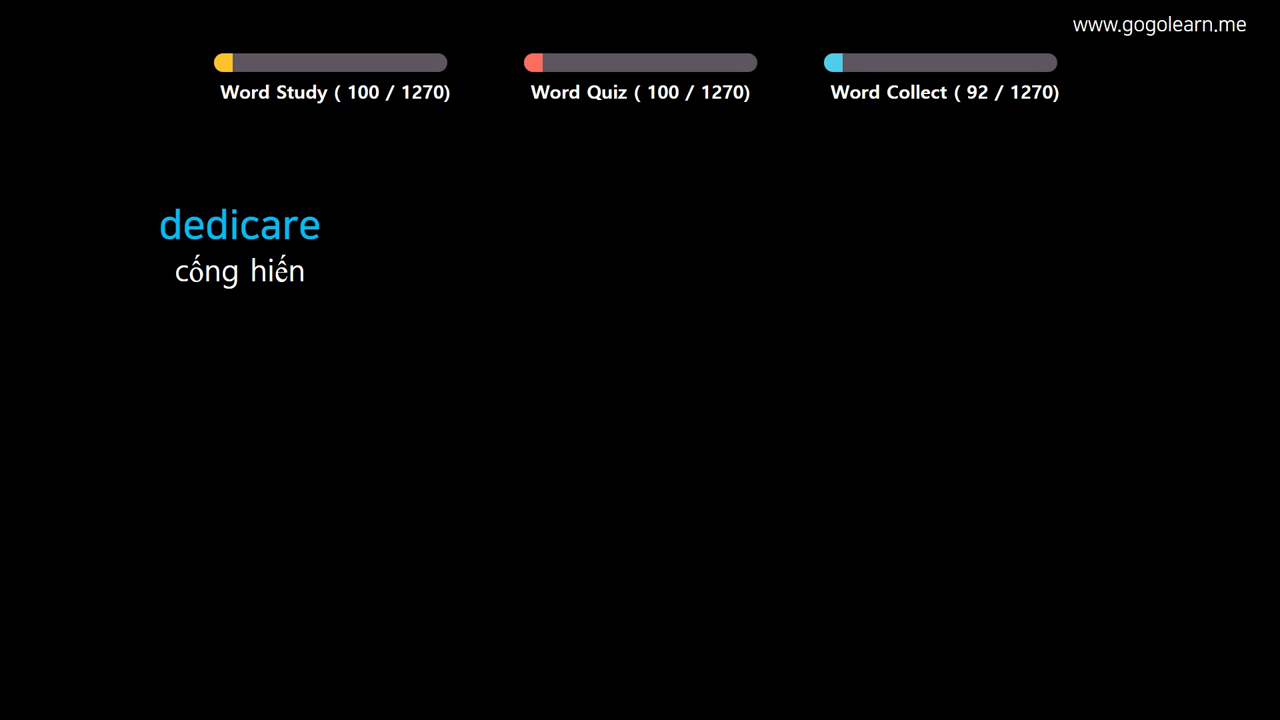 www.gogolearn.me
Word Study ( 100 / 1270)
Word Quiz ( 100 / 1270)
Word Collect ( 92 / 1270)
dedicare
cống hiến